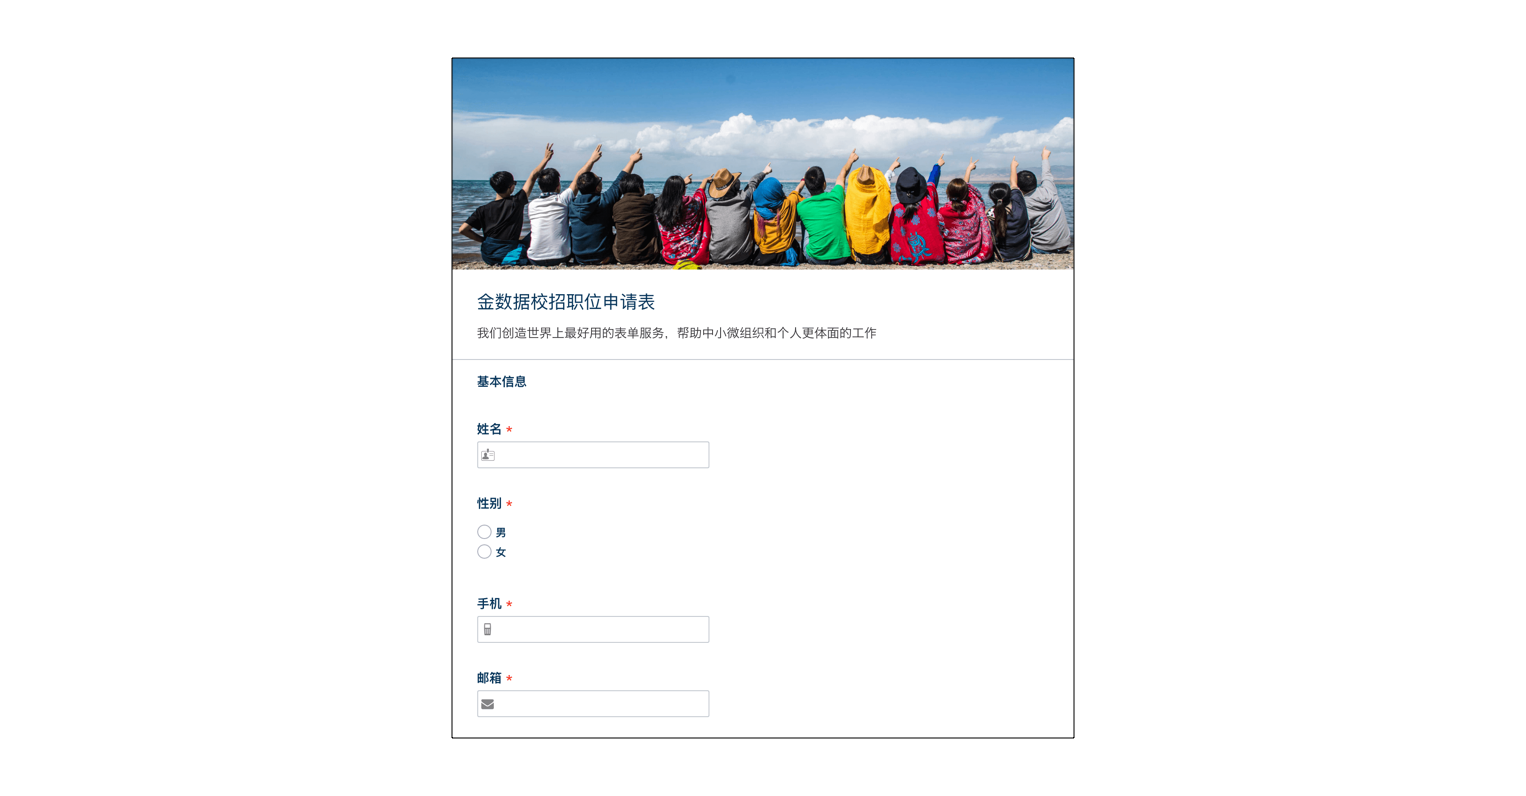 金数据校招职位申请表
我们创造世界上最好用的表单服务，帮助中小微组织和个人更体面的工作
基本信息
姓名 *
性别 *
男
女
手机 *
邮箱 *